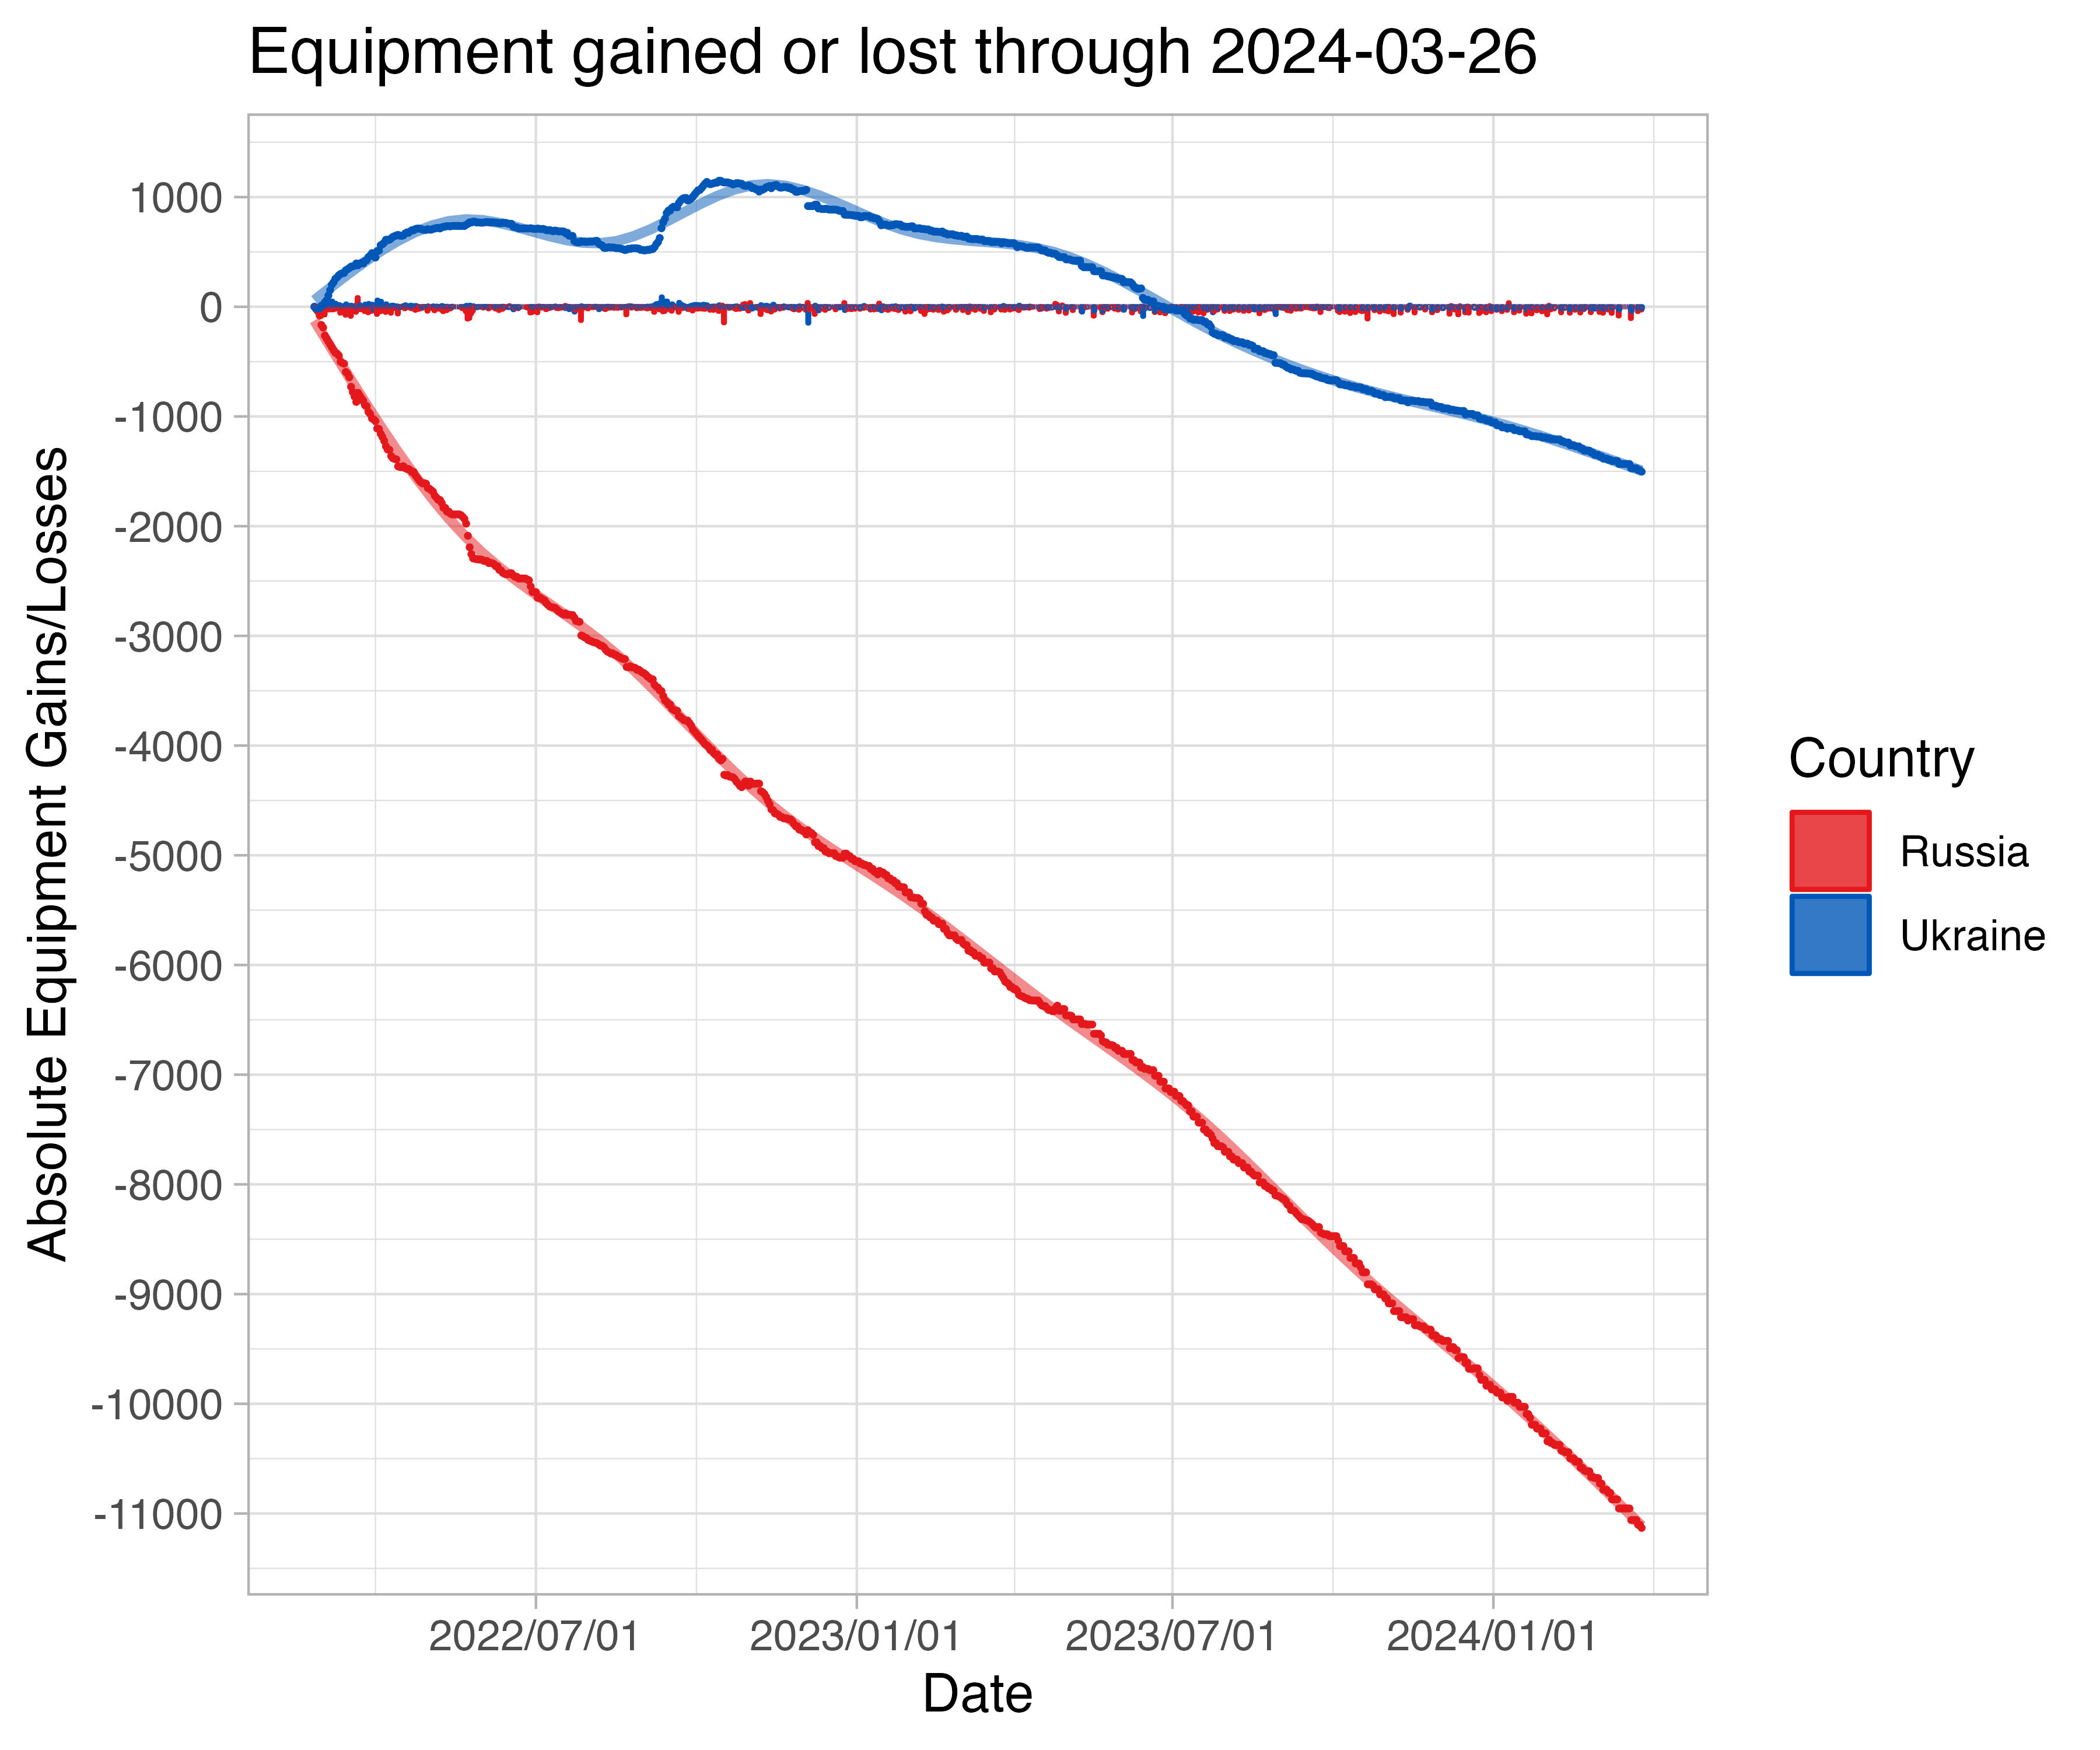 Equipment gained or lost through 2024-03-26
Absolute Equipment Gains/Losses
1000
0
-1000
-2000
-3000
-4000
-5000
-6000
-7000
-8000
-9000
-10000
-11000
2022/07/01
2023/01/01
2023/07/01
2024/01/01
Date
Country
Russia
Ukraine